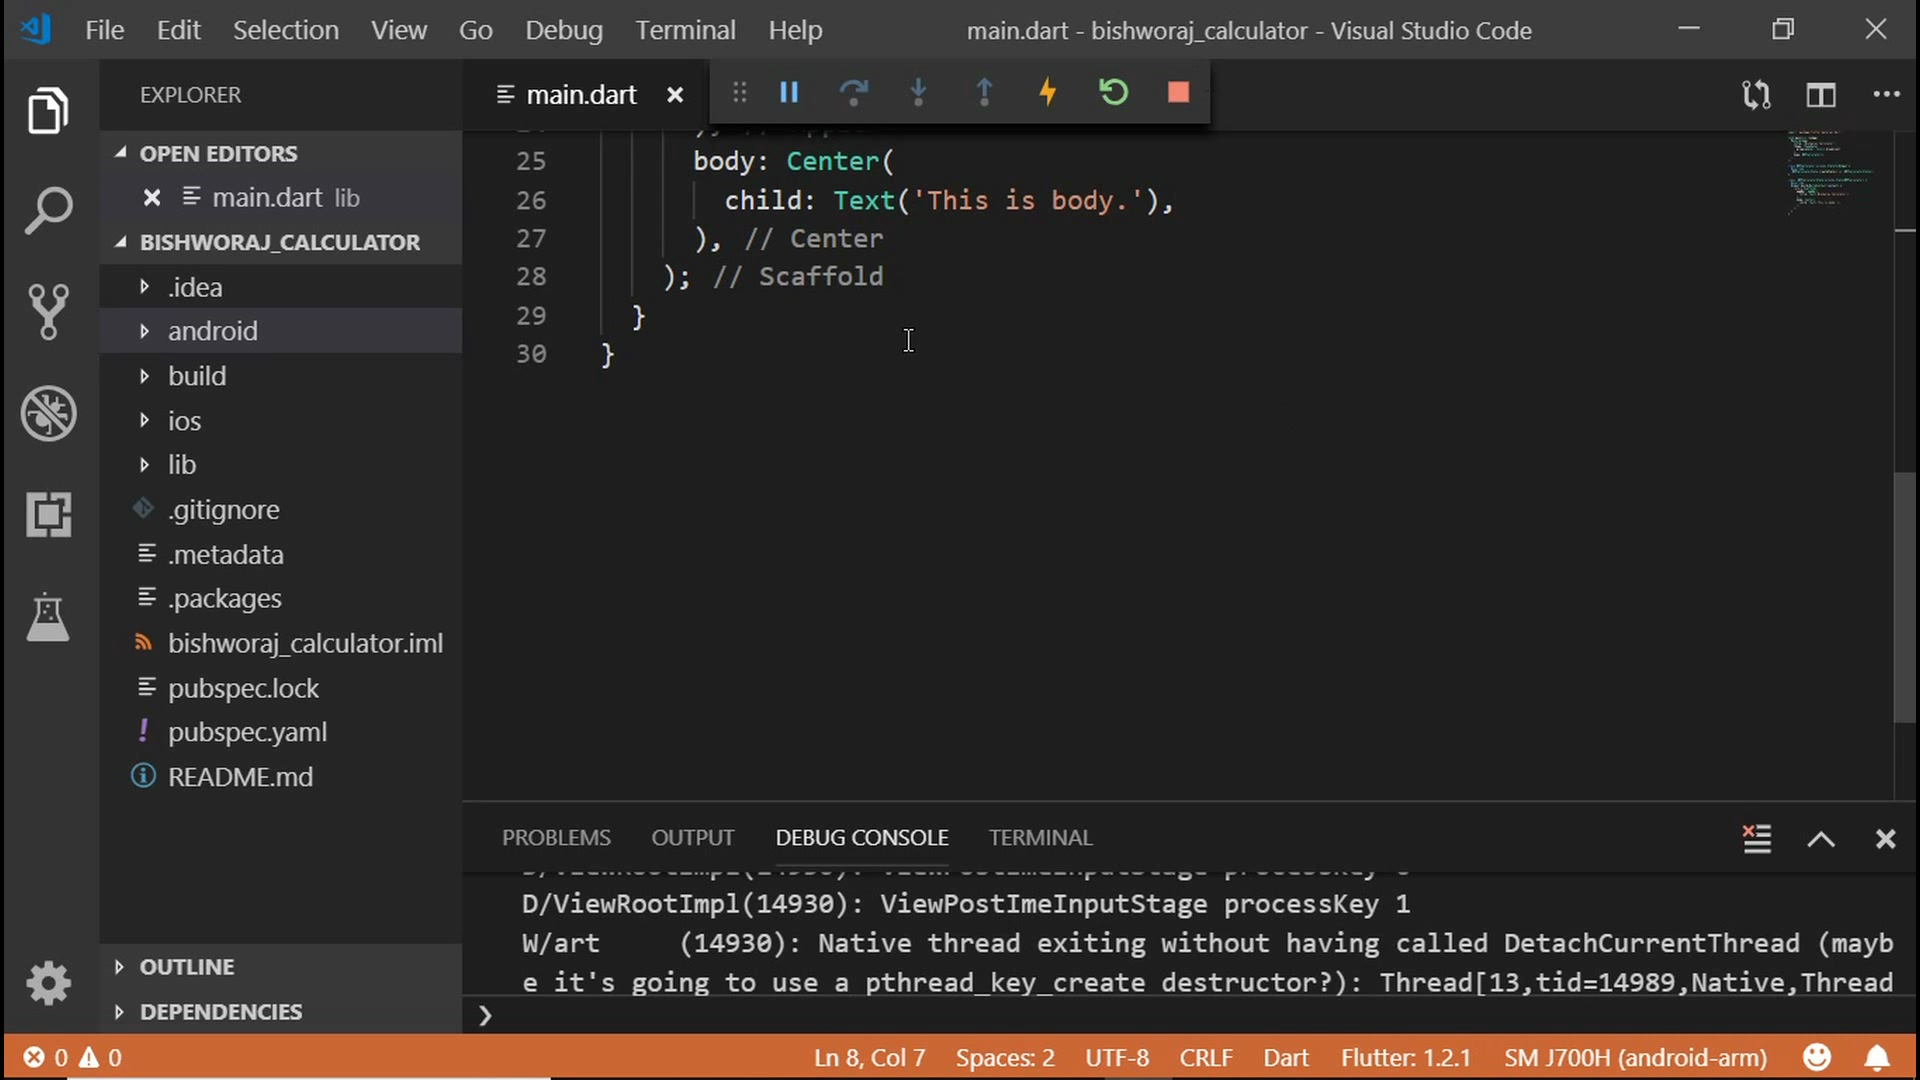 File Edit Selection View Go Debug Terminal Help main.dart - bishworaj_calculator - Visual Studio Code
EXPLORER
main.dart
OPEN EDITORS
main.dart lib
BISHWORAJ_CALCULATOR
.idea
android
build
ios
lib
.gitignore
.metadata
.packages
bishworaj_calculator.iml
pubspec.lock
pubspec.yaml
README.md
OUTLINE
DEPENDENCIES
25 body: Center(
26 child: Text('This is body.'),
27 ), // Center
28 ); // Scaffold
29 }
30 }
PROBLEMS OUTPUT DEBUG CONSOLE TERMINAL
D/ViewRootImpl(14930): ViewPostImeInputStage processKey 1
W/art (14930): Native thread exiting without having called DetachCurrentThread (mayb
e it's going to use a pthread_key_create destructor?): Thread[13,tid=14989,Native,Thread
0 0 Ln 8, Col 7 Spaces: 2 UTF-8 CRLF Dart Flutter: 1.2.1 SM J700H (android-arm)